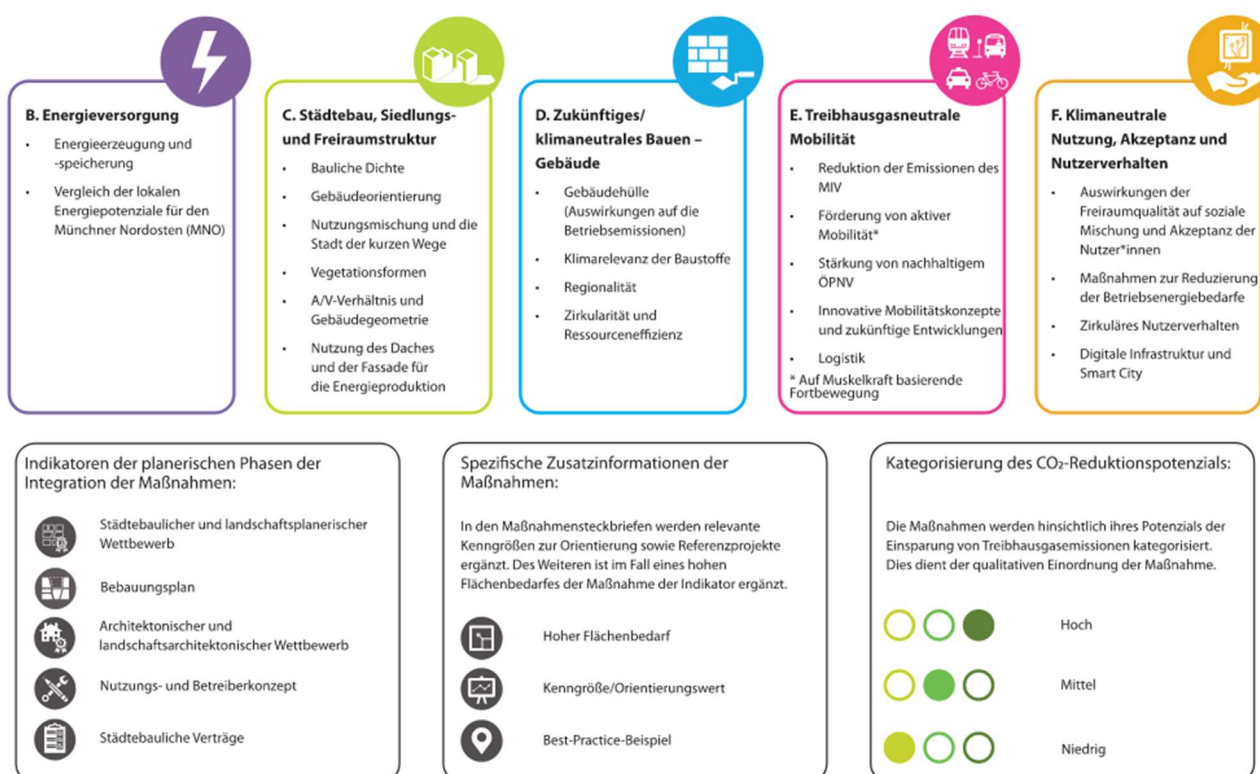 B. Energieversorgung
• Energieerzeugung und
-speicherung
• Vergleich der lokalen
Energiepotenziale für den
Münchner Nordosten (MNO)
C. Städtebau, Siedlungs-
und Freiraumstruktur
• Bauliche Dichte
• Gebäudeorientierung
• Nutzungsmischung und die
Stadt der kurzen Wege
• Vegetationsformen
• A/V-Verhältnis und
Gebäudegeometrie
• Nutzung des Daches
und der Fassade für
die Energieproduktion
D. Zukünftiges/
klimaneutrales Bauen –
Gebäude
• Gebäudehülle
(Auswirkungen auf die
Betriebsemissionen)
• Klimarelevanz der Baustoffe
• Regionalität
• Zirkularität und
Ressourceneffizienz
E. Treibhausgasneutrale
Mobilität
• Reduktion der Emissionen des
MIV
• Förderung von aktiver
Mobilität*
• Stärkung von nachhaltigem
ÖPNV
• Innovative Mobilitätskonzepte
und zukünftige Entwicklungen
• Logistik
* Auf Muskelkraft basierende
Fortbewegung
F. Klimaneutrale
Nutzung, Akzeptanz und
Nutzerverhalten
• Auswirkungen der
Freiraumqualität auf soziale
Mischung und Akzeptanz der
Nutzer*innen
• Maßnahmen zur Reduzierung
der Betriebsenergiebedarfe
• Zirkuläres Nutzerverhalten
• Digitale Infrastruktur und
Smart City
Indikatoren der planerischen Phasen der
Integration der Maßnahmen:
Städtebaulicher und landschaftsplanerischer
Wettbewerb
Bebauungsplan
Architektonischer und
landschaftsarchitektonischer Wettbewerb
Nutzungs- und Betreiberkonzept
Städtebauliche Verträge
Spezifische Zusatzinformationen der
Maßnahmen:
In den Maßnahmensteckbriefen werden relevante
Kenngrößen zur Orientierung sowie Referenzprojekte
ergänzt. Des Weiteren ist im Fall eines hohen
Flächenbedarfes der Maßnahme der Indikator ergänzt.
Hoher Flächenbedarf
Kenngröße/Orientierungswert
Best-Practice-Beispiel
Kategorisierung des CO₂-Reduktionspotenzials:
Die Maßnahmen werden hinsichtlich ihres Potenzials der
Einsparung von Treibhausgasemissionen kategorisiert.
Dies dient der qualitativen Einordnung der Maßnahme.
Hoch
Mittel
Niedrig